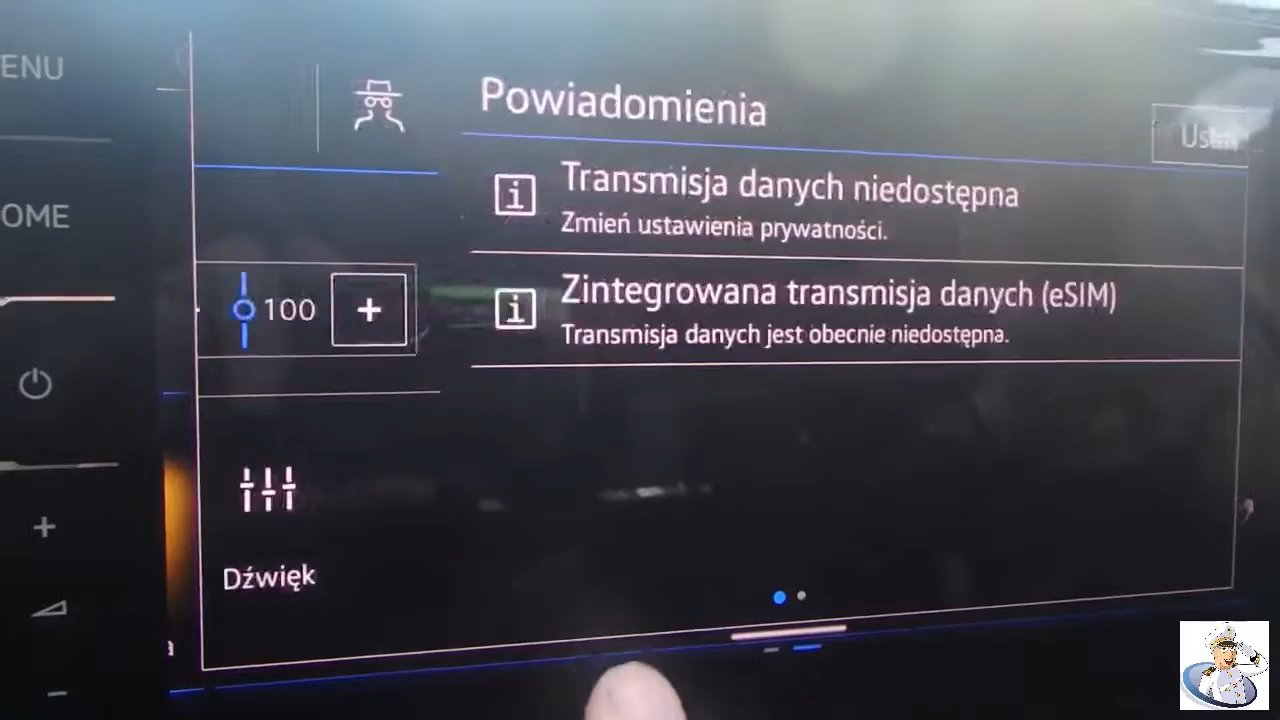 ENU
OME
Powiadomienia
Transmisja danych niedostępna
Zmień ustawienia prywatności.
100 +
Zintegrowana transmisja danych (eSIM)
Transmisja danych jest obecnie niedostępna.
+
Dźwięk
-